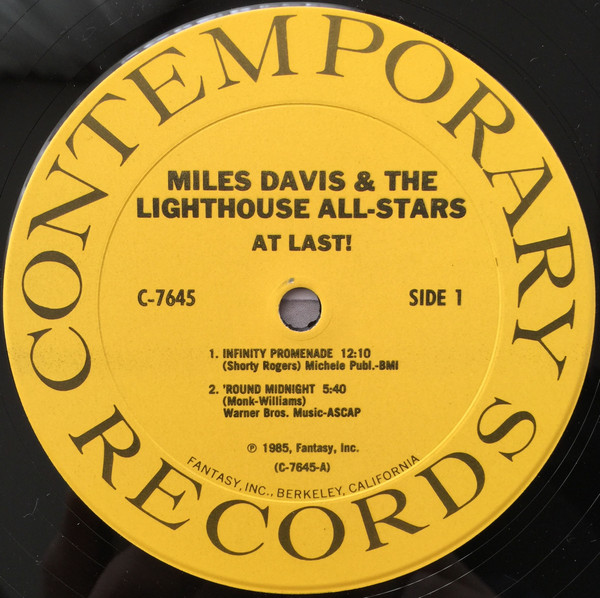 CONTEMPORARY RECORDS
MILES DAVIS & THE
LIGHTHOUSE ALL-STARS
AT LAST!
C-7645
SIDE 1
1. INFINITY PROMENADE 12:10
(Shorty Rogers) Michele Publ.-BMI
2. 'ROUND MIDNIGHT 5:40
(Monk-Williams)
Warner Bros. Music-ASCAP
℗ 1985, Fantasy, Inc.
(C-7645-A)
FANTASY, INC., BERKELEY, CALIFORNIA